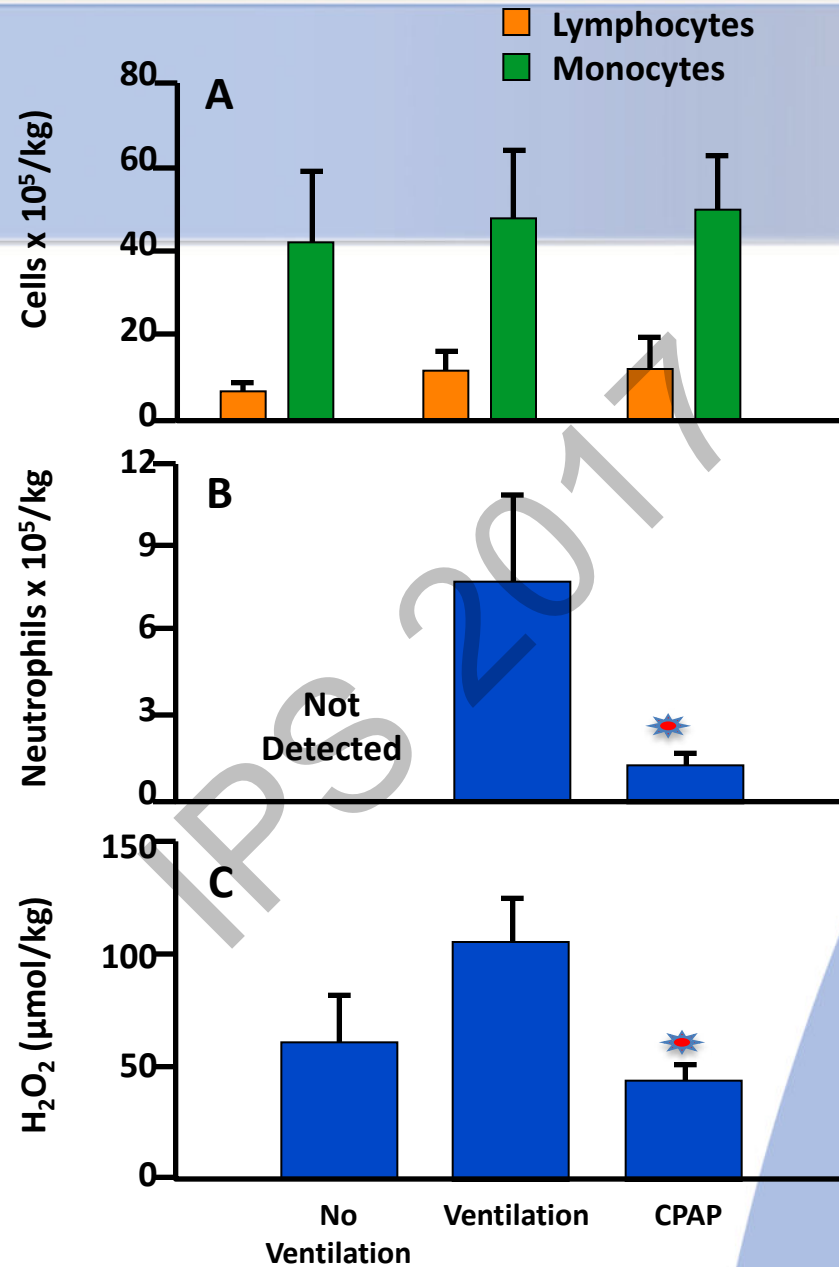 Lymphocytes
Monocytes
A
Cells x 10⁵/kg)
80
60
40
20
0
B
Neutrophils x 10⁵/kg
12
9
6
3
0
Not
Detected
C
H₂O₂ (µmol/kg)
150
100
50
0
No
Ventilation
Ventilation
CPAP
IPS 2017